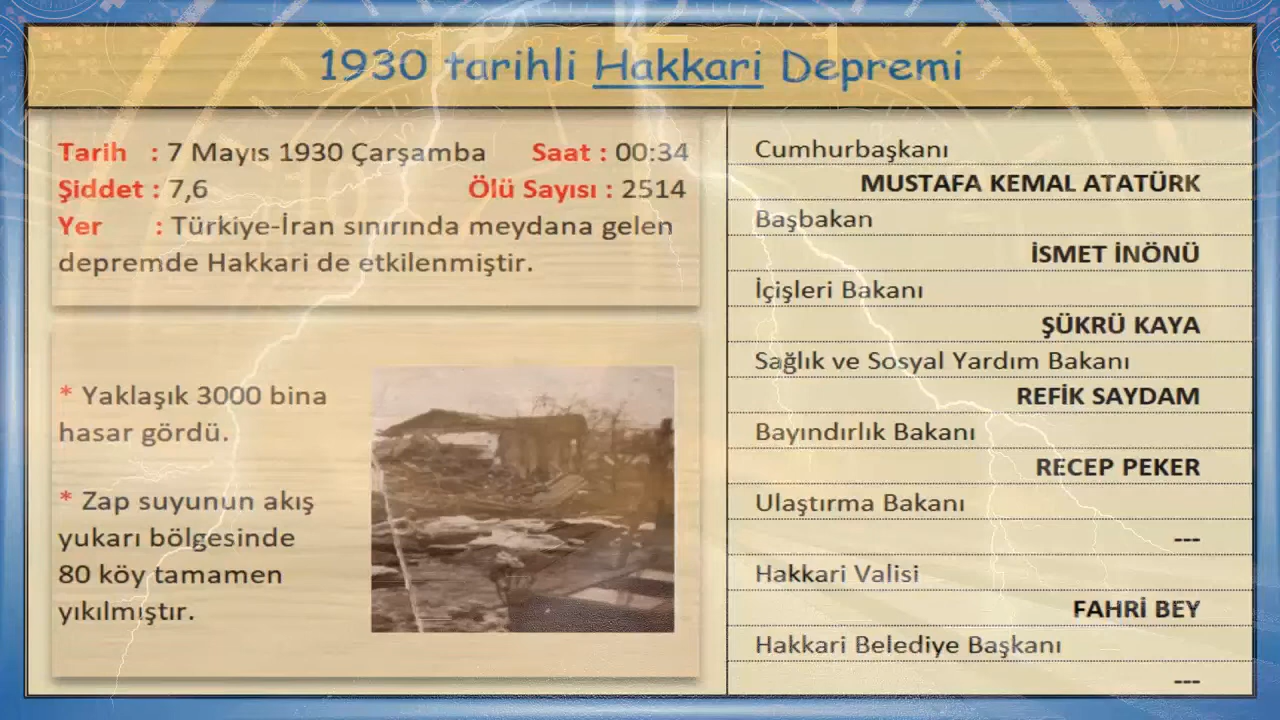 1930 tarihli Hakkari Depremi
Tarih : 7 Mayıs 1930 Çarşamba Saat : 00:34
Şiddet : 7,6 Ölü Sayısı : 2514
Yer : Türkiye-İran sınırında meydana gelen
depremde Hakkari de etkilenmiştir.
* Yaklaşık 3000 bina
hasar gördü.
* Zap suyunun akış
yukarı bölgesinde
80 köy tamamen
yıkılmıştır.
Cumhurbaşkanı
MUSTAFA KEMAL ATATÜRK
Başbakan
İSMET İNÖNÜ
İçişleri Bakanı
ŞÜKRÜ KAYA
Sağlık ve Sosyal Yardım Bakanı
REFİK SAYDAM
Bayındırlık Bakanı
RECEP PEKER
Ulaştırma Bakanı
---
Hakkari Valisi
FAHRİ BEY
Hakkari Belediye Başkanı
---